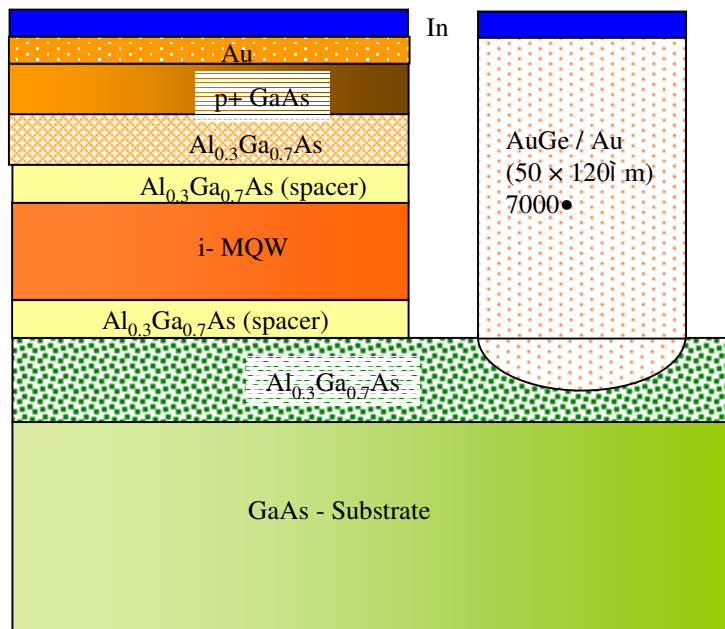 In
Au
p+ GaAs
Al₀.₃Ga₀.₇As
Al₀.₃Ga₀.₇As (spacer)
i- MQW
Al₀.₃Ga₀.₇As (spacer)
Al₀.₃Ga₀.₇As
GaAs - Substrate
AuGe / Au
(50 × 120ì m)
7000•